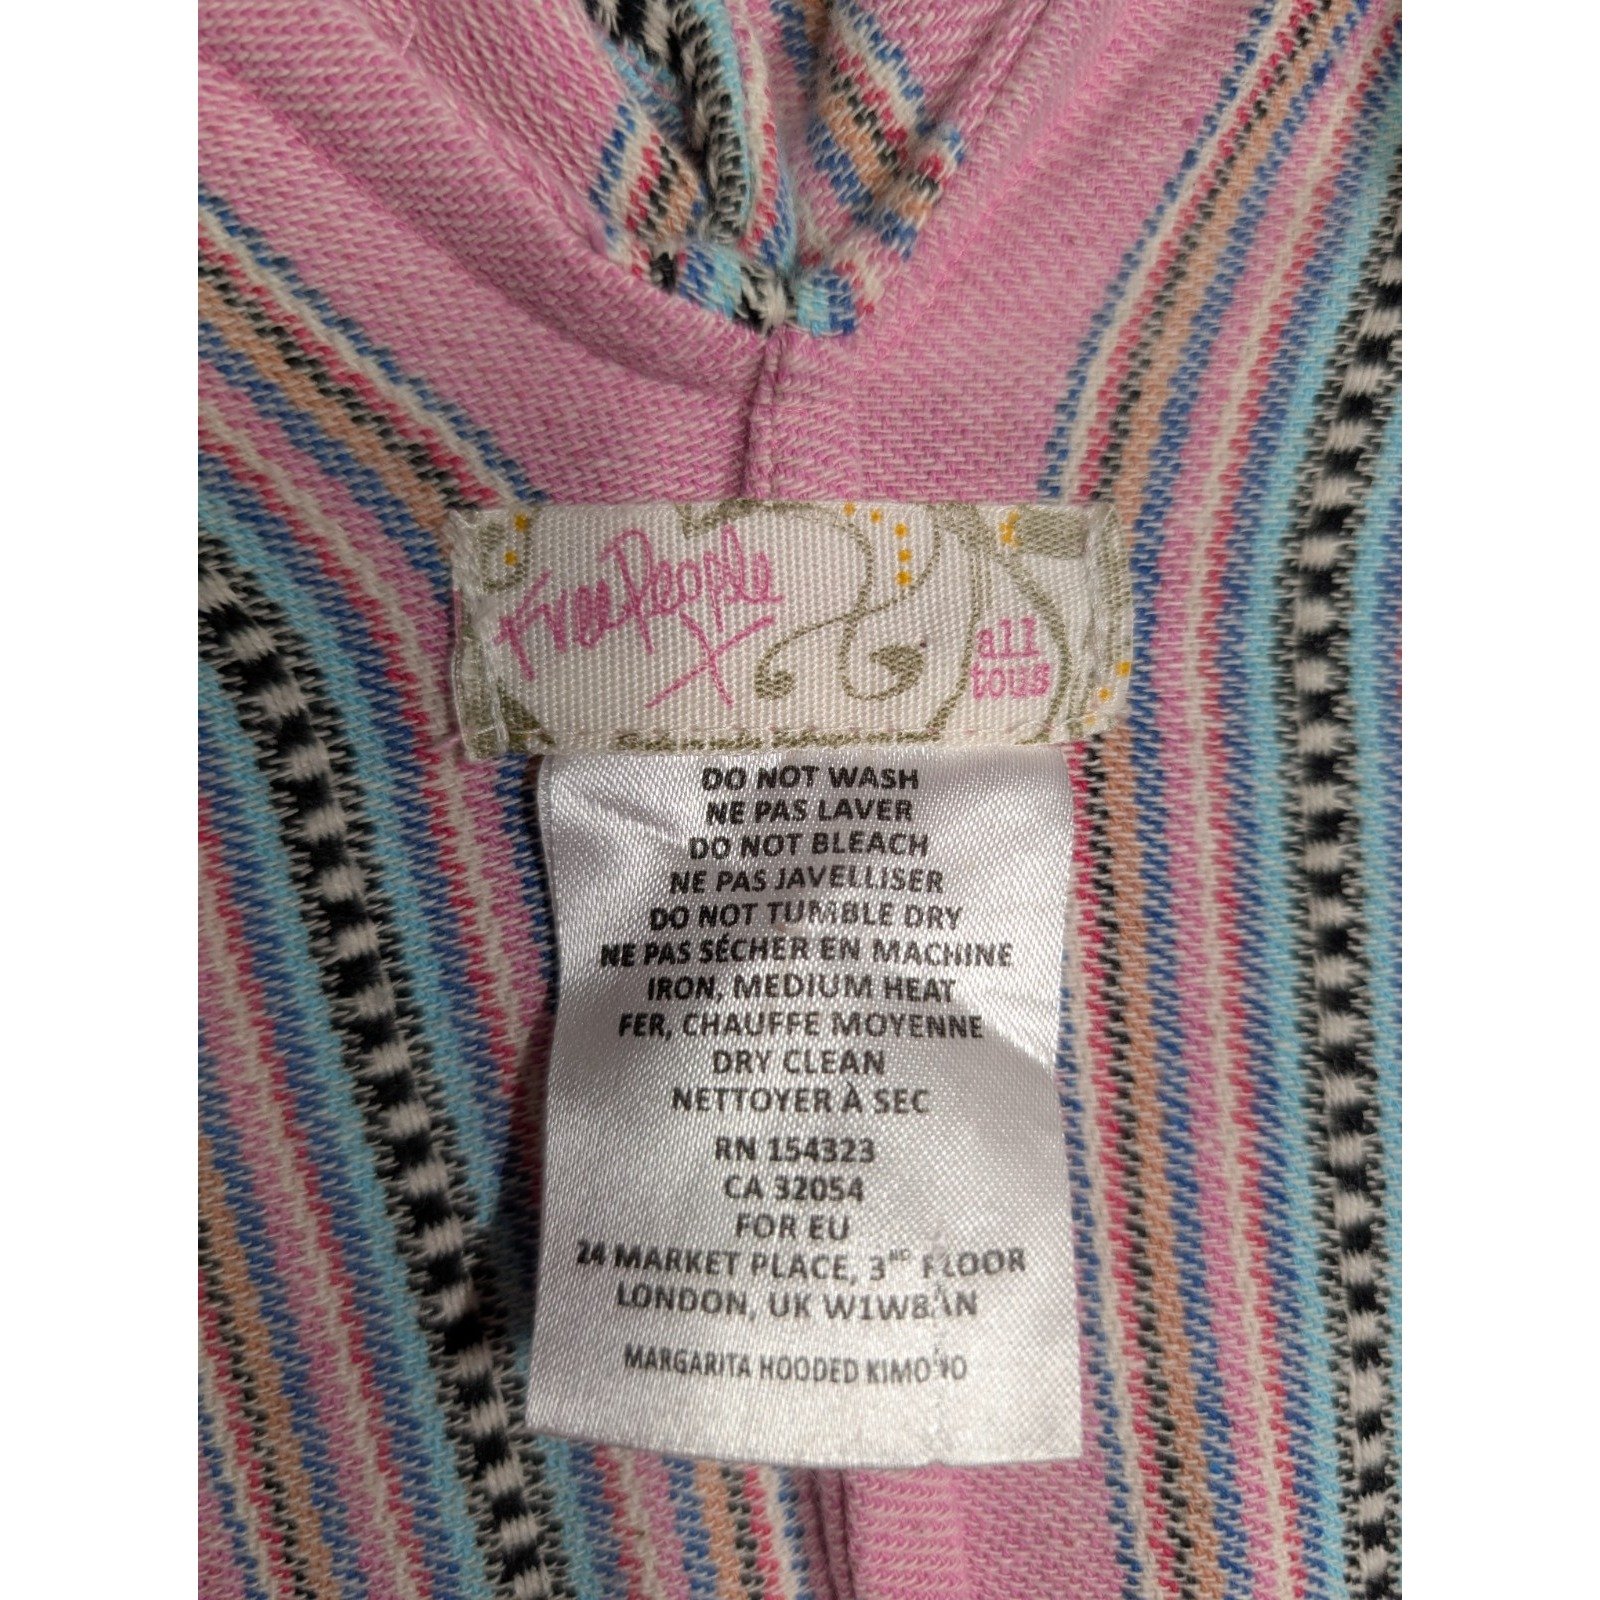 Free People
all
tous
DO NOT WASH
NE PAS LAVER
DO NOT BLEACH
NE PAS JAVELLISER
DO NOT TUMBLE DRY
NE PAS SÉCHER EN MACHINE
IRON, MEDIUM HEAT
FER, CHAUFFE MOYENNE
DRY CLEAN
NETTOYER À SEC
RN 154323
CA 32054
FOR EU
24 MARKET PLACE, 3RD FLOOR
LONDON, UK W1W8AN
MARGARITA HOODED KIMONO